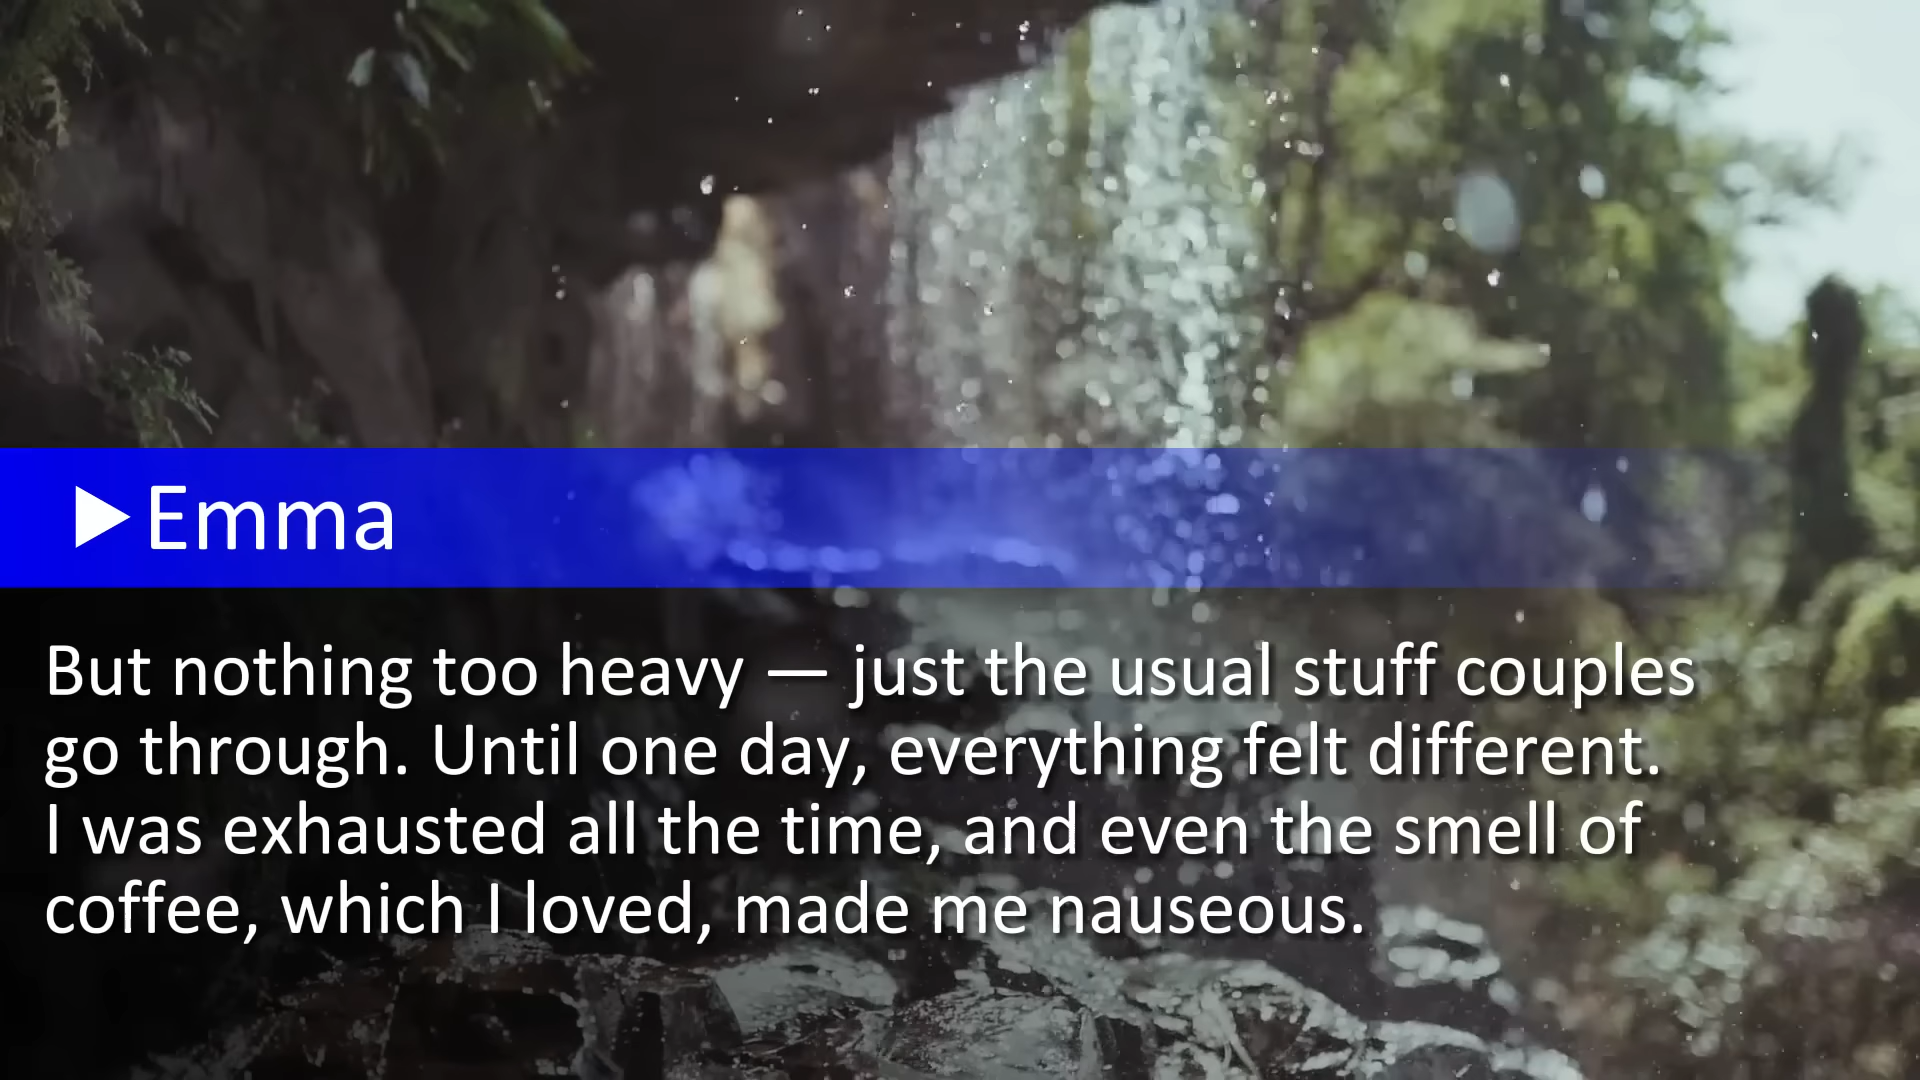 Emma
But nothing too heavy — just the usual stuff couples
go through. Until one day, everything felt different.
I was exhausted all the time, and even the smell of
coffee, which I loved, made me nauseous.